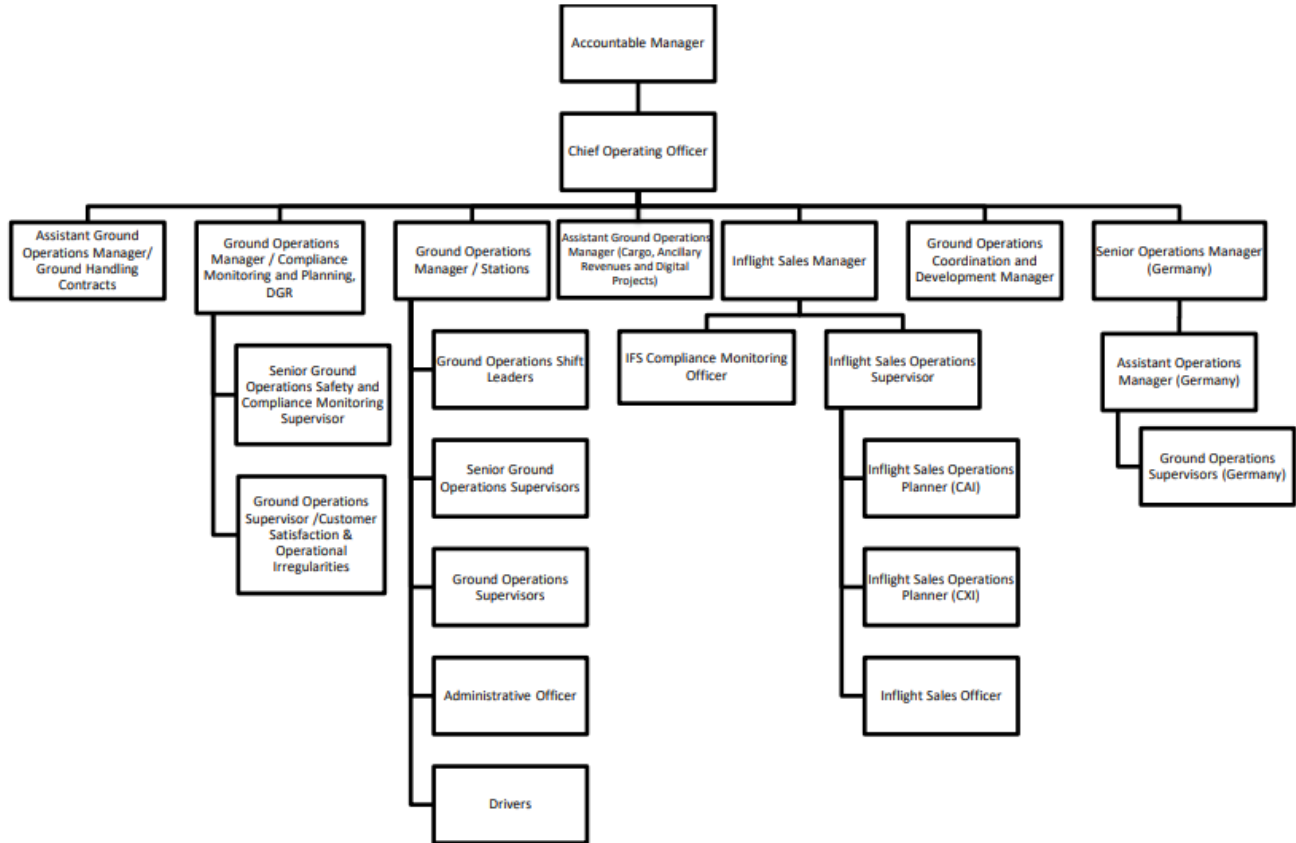 Accountable Manager
Chief Operating Officer
Assistant Ground
Operations Manager/
Ground Handling
Contracts
Ground Operations
Manager / Compliance
Monitoring and Planning,
DGR
Ground Operations
Manager / Stations
Assistant Ground Operations
Manager (Cargo, Ancillary
Revenues and Digital
Projects)
Inflight Sales Manager
Ground Operations
Coordination and
Development Manager
Senior Operations Manager
(Germany)
Senior Ground
Operations Safety and
Compliance Monitoring
Supervisor
Ground Operations
Supervisor /Customer
Satisfaction &
Operational
Irregularities
Ground Operations Shift
Leaders
Senior Ground
Operations Supervisors
Ground Operations
Supervisors
Administrative Officer
Drivers
IFS Compliance Monitoring
Officer
Inflight Sales Operations
Supervisor
Inflight Sales Operations
Planner (CAI)
Inflight Sales Operations
Planner (CXI)
Inflight Sales Officer
Assistant Operations
Manager (Germany)
Ground Operations
Supervisors (Germany)